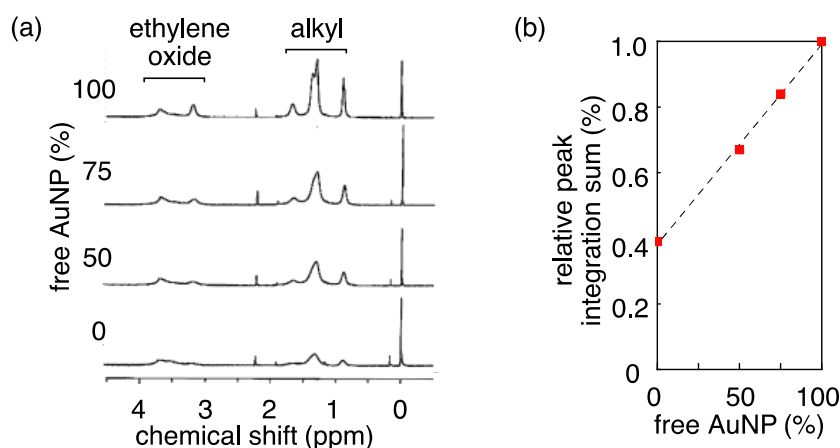 (a)
ethylene
oxide
alkyl
100
75
50
0
free AuNP (%)
4 3 2 1 0
chemical shift (ppm)
(b)
1.0
0.8
0.6
0.4
0.2
0
relative peak
integration sum (%)
0 50 100
free AuNP (%)